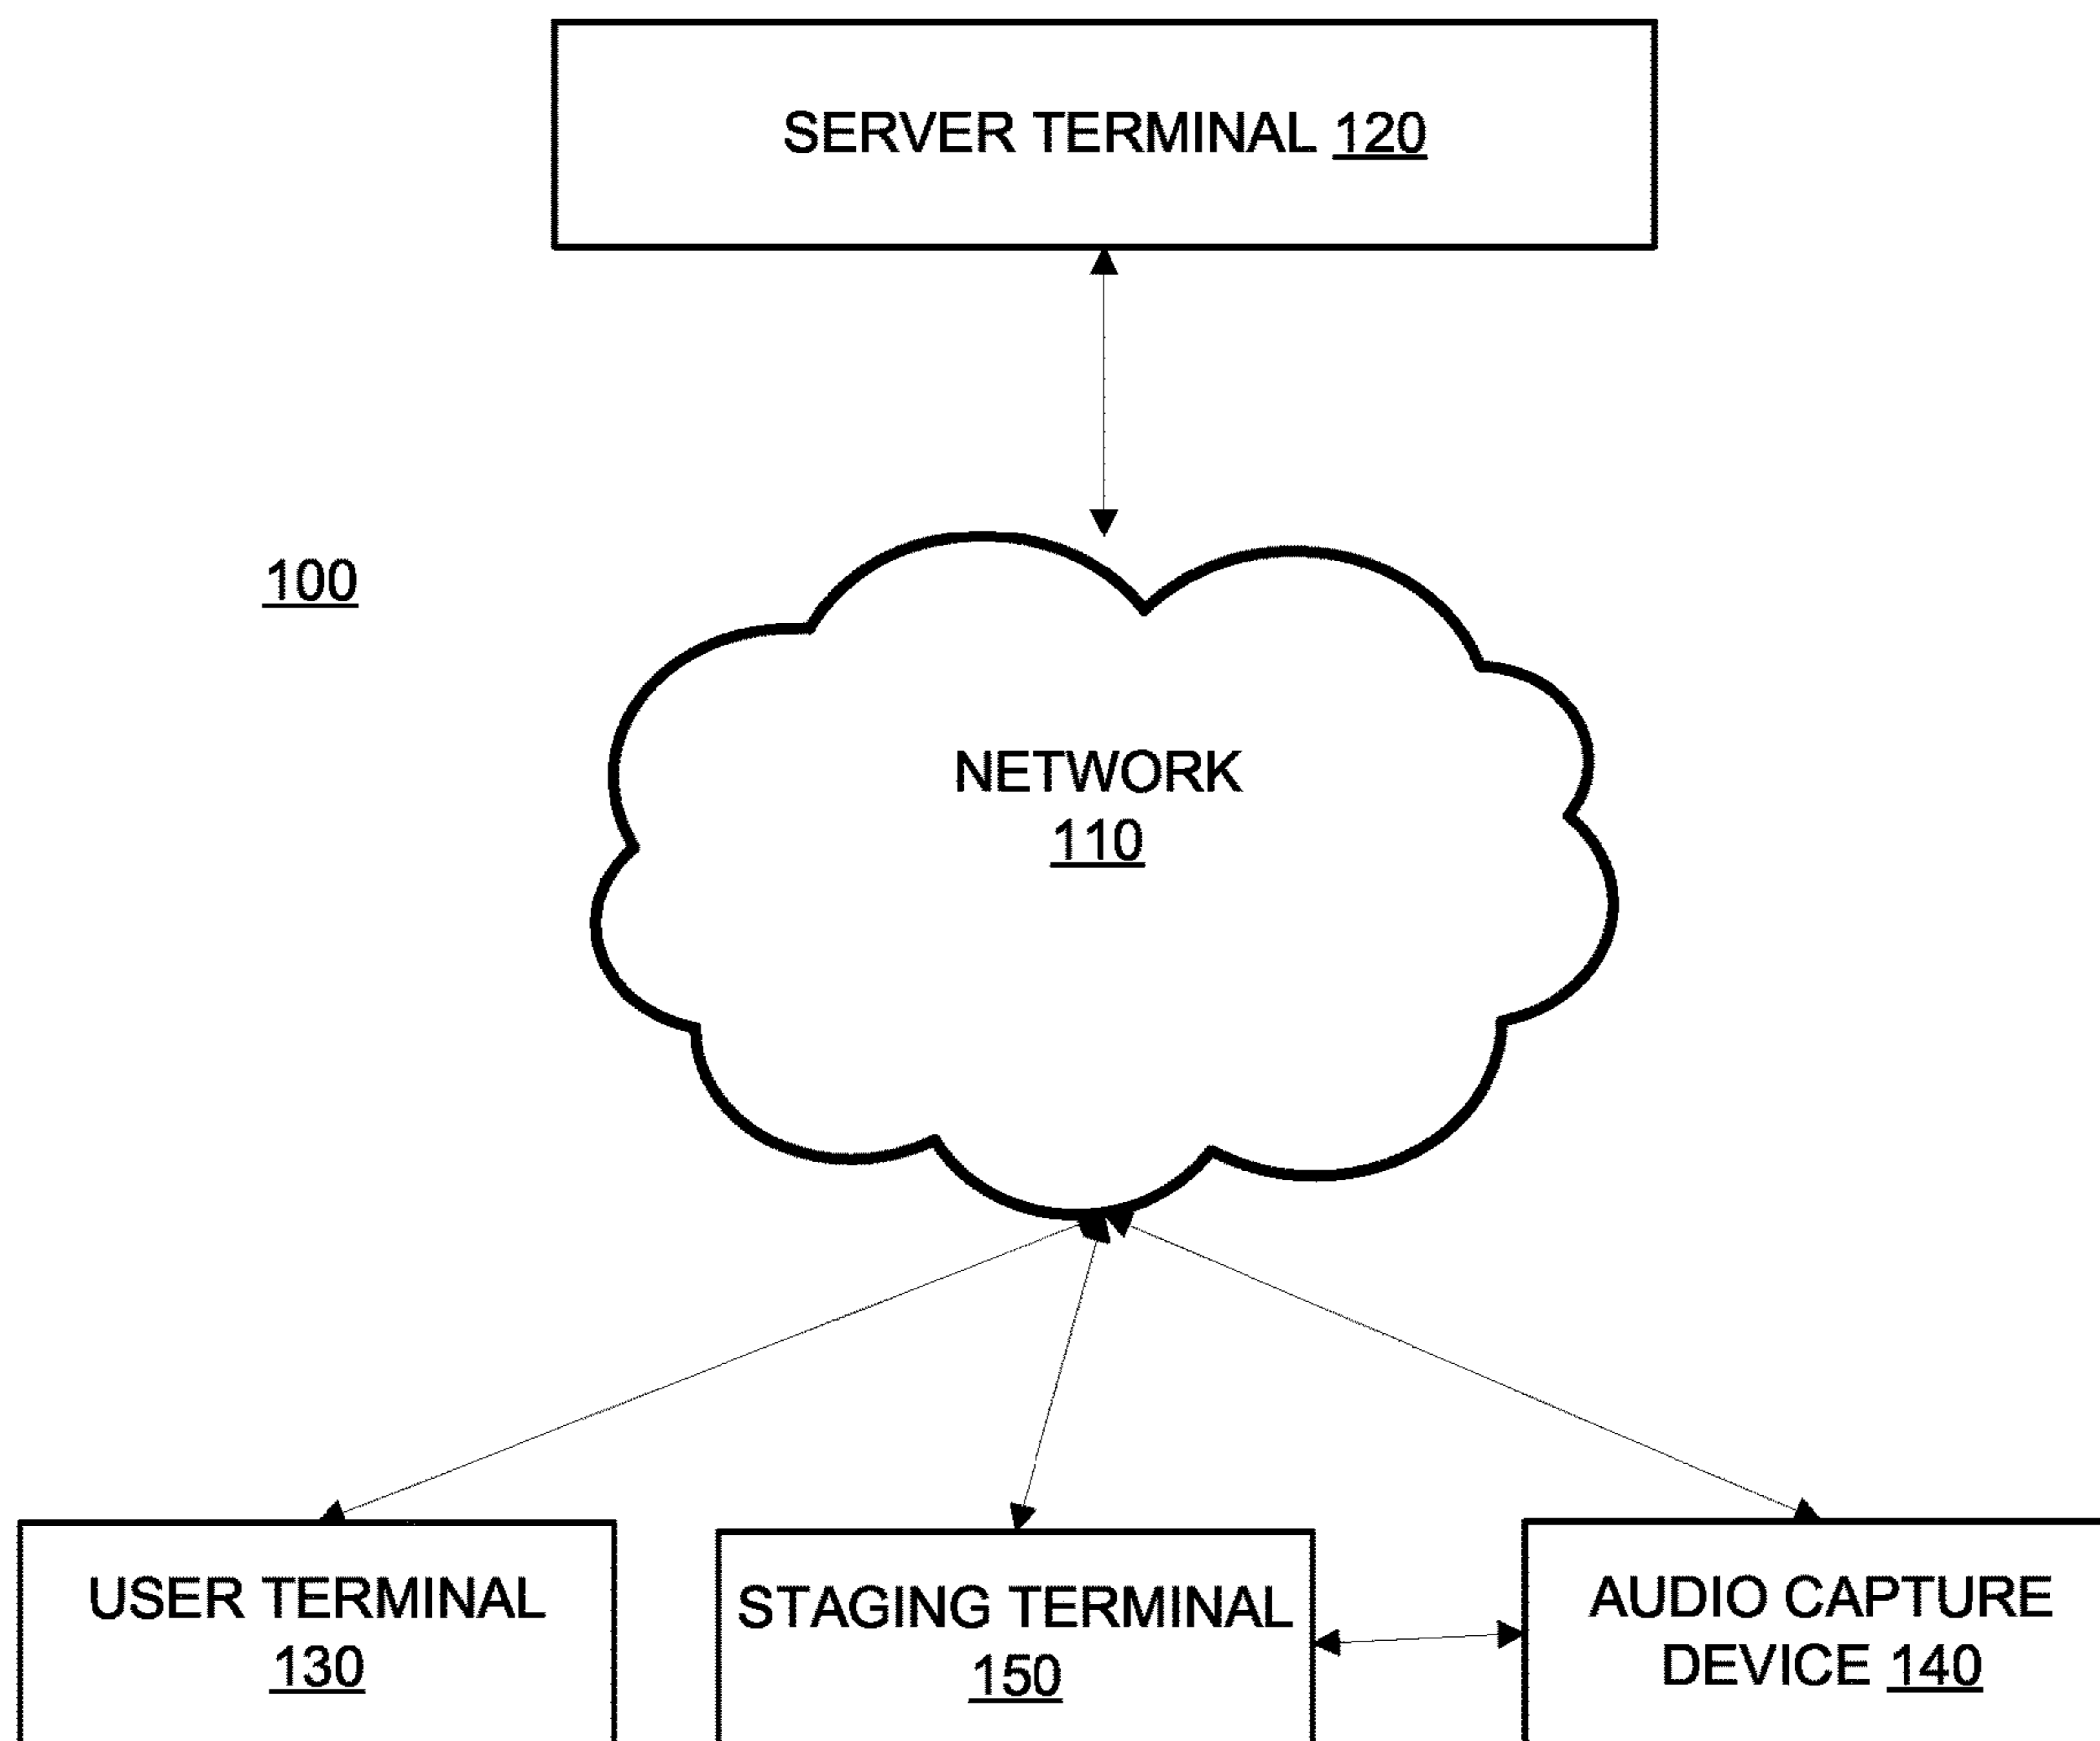 SERVER TERMINAL 120
100
NETWORK
110
USER TERMINAL
130
STAGING TERMINAL
150
AUDIO CAPTURE
DEVICE 140